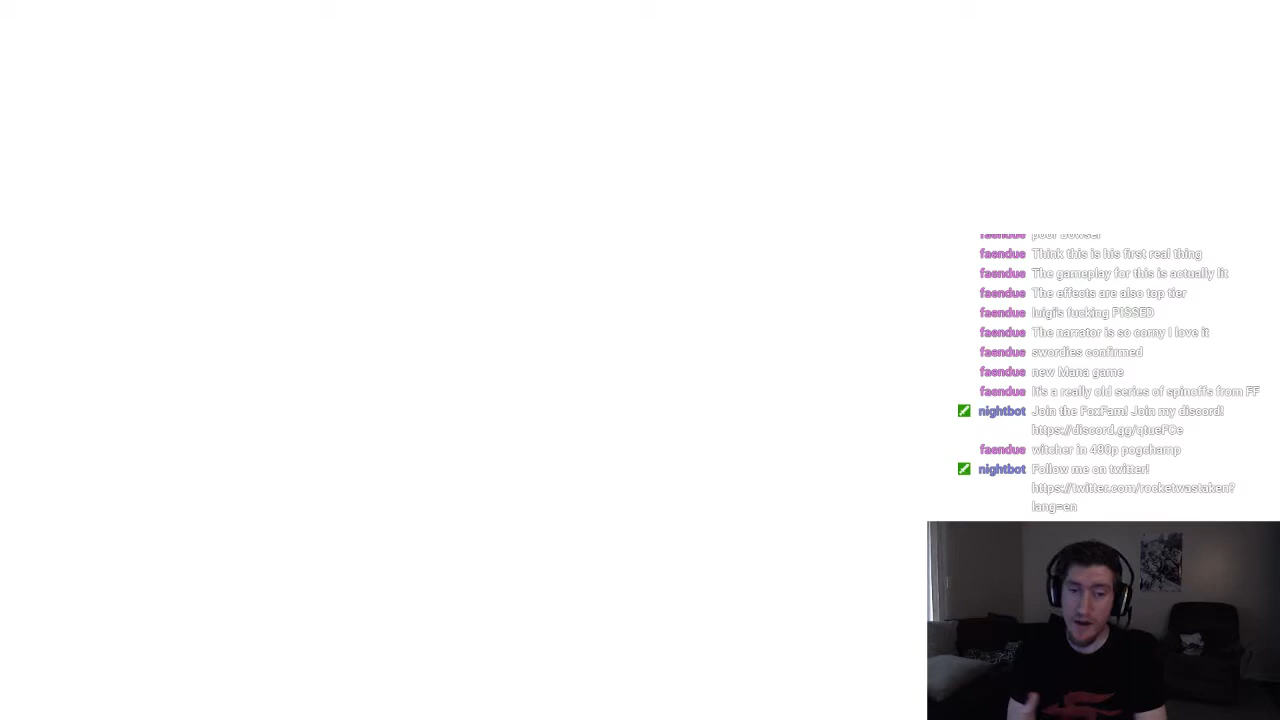 faendue poor Bowser
faendue Think this is his first real thing
faendue The gameplay for this is actually lit
faendue The effects are also top tier
faendue luigi's fucking PISSED
faendue The narrator is so corny I love it
faendue swordies confirmed
faendue new Mana game
faendue It's a really old series of spinoffs from FF
nightbot Join the FoxFam! Join my discord!
https://discord.gg/qtueFCe
faendue witcher in 480p pogchamp
nightbot Follow me on twitter!
https://twitter.com/rocketwastaken?
lang=en